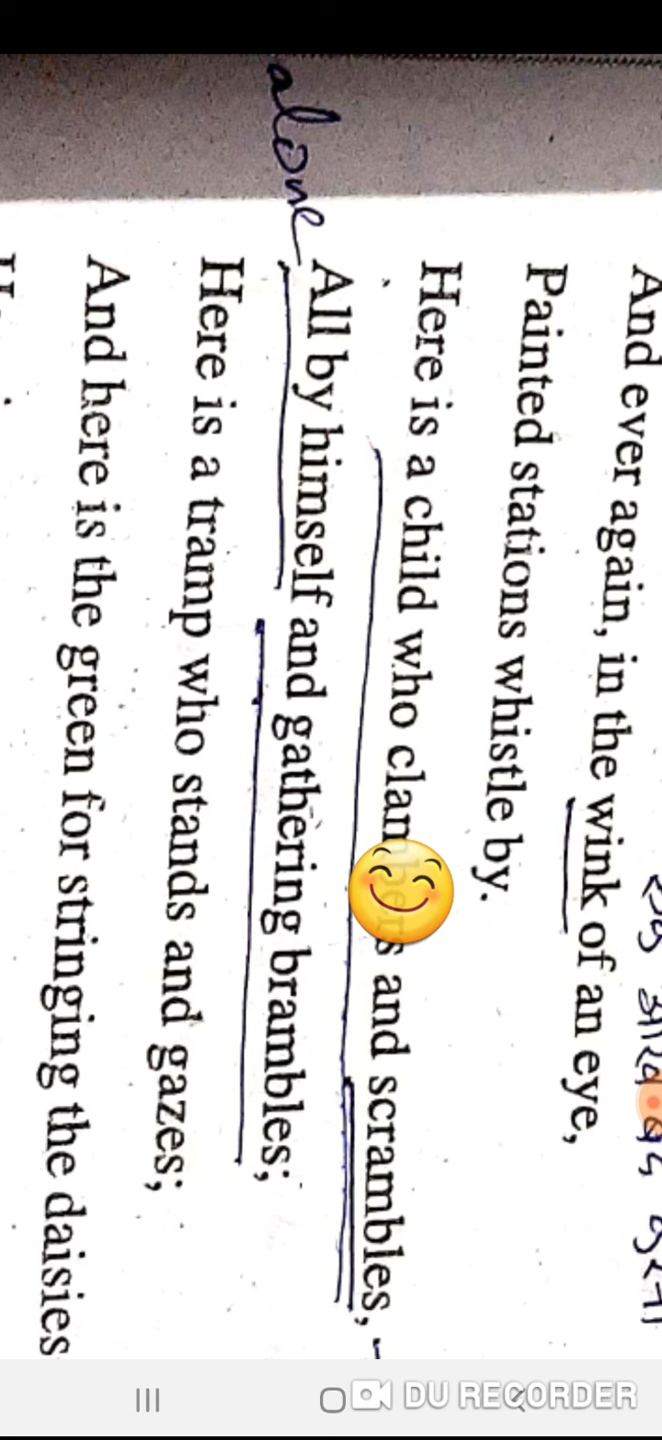 And ever again, in the wink of an eye,
Painted stations whistle by.
Here is a child who clambers and scrambles,
alone
All by himself and gathering brambles;
Here is a tramp who stands and gazes;
And here is the green for stringing the daisies
DU RECORDER